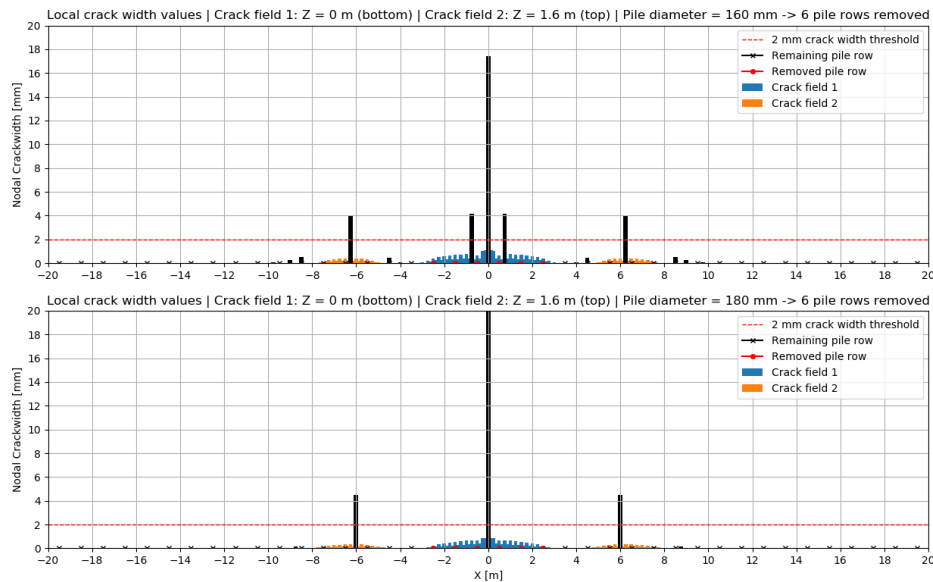 Local crack width values | Crack field 1: Z = 0 m (bottom) | Crack field 2: Z = 1.6 m (top) | Pile diameter = 160 mm -> 6 pile rows removed
20
18
16
14
12
10
8
6
4
2
0
Nodal Crackwidth [mm]
2 mm crack width threshold
Remaining pile row
Removed pile row
Crack field 1
Crack field 2
−20 −18 −16 −14 −12 −10 −8 −6 −4 −2 0 2 4 6 8 10 12 14 16 18 20
Local crack width values | Crack field 1: Z = 0 m (bottom) | Crack field 2: Z = 1.6 m (top) | Pile diameter = 180 mm -> 6 pile rows removed
20
18
16
14
12
10
8
6
4
2
0
Nodal Crackwidth [mm]
2 mm crack width threshold
Remaining pile row
Removed pile row
Crack field 1
Crack field 2
−20 −18 −16 −14 −12 −10 −8 −6 −4 −2 0 2 4 6 8 10 12 14 16 18 20
X [m]